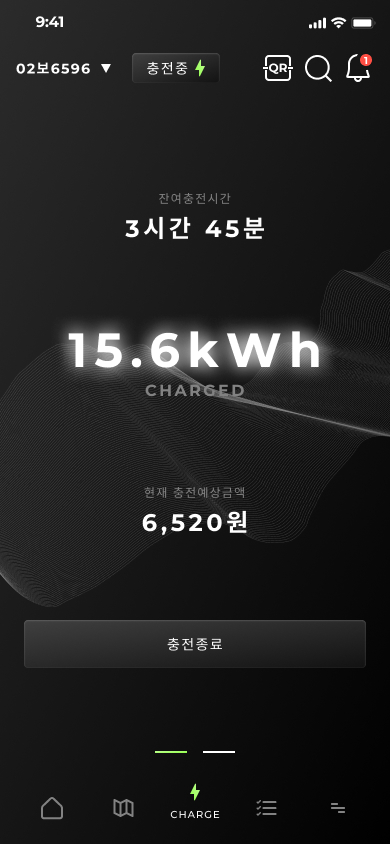 9:41
02보6596 ▼
충전중
QR
1
잔여충전시간
3시간 45분
15.6kWh
CHARGED
현재 충전예상금액
6,520원
충전종료
CHARGE